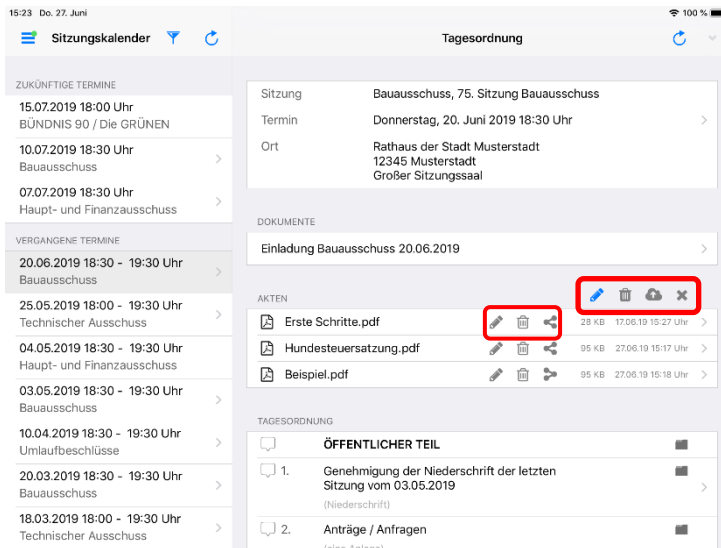 15:23 Do. 27. Juni
100 %
Sitzungskalender
Tagesordnung
ZUKÜNFTIGE TERMINE
15.07.2019 18:00 Uhr
BÜNDNIS 90 / Die GRÜNEN
10.07.2019 18:30 Uhr
Bauausschuss
07.07.2019 18:30 Uhr
Haupt- und Finanzausschuss
VERGANGENE TERMINE
20.06.2019 18:30 - 19:30 Uhr
Bauausschuss
25.05.2019 18:00 - 19:30 Uhr
Technischer Ausschuss
04.05.2019 18:30 - 19:30 Uhr
Haupt- und Finanzausschuss
03.05.2019 18:30 - 19:30 Uhr
Bauausschuss
10.04.2019 18:30 - 19:30 Uhr
Umlaufbeschlüsse
20.03.2019 18:30 - 19:30 Uhr
Bauausschuss
18.03.2019 18:00 - 19:30 Uhr
Technischer Ausschuss
Sitzung Bauausschuss, 75. Sitzung Bauausschuss
Termin Donnerstag, 20. Juni 2019 18:30 Uhr
Ort Rathaus der Stadt Musterstadt
12345 Musterstadt
Großer Sitzungssaal
DOKUMENTE
Einladung Bauausschuss 20.06.2019
AKTEN
Erste Schritte.pdf 28 KB 17.06.19 15:27 Uhr
Hundesteuersatzung.pdf 95 KB 27.06.19 15:17 Uhr
Beispiel.pdf 95 KB 27.06.19 15:18 Uhr
TAGESORDNUNG
ÖFFENTLICHER TEIL
1. Genehmigung der Niederschrift der letzten
Sitzung vom 03.05.2019
(Niederschrift)
2. Anträge / Anfragen